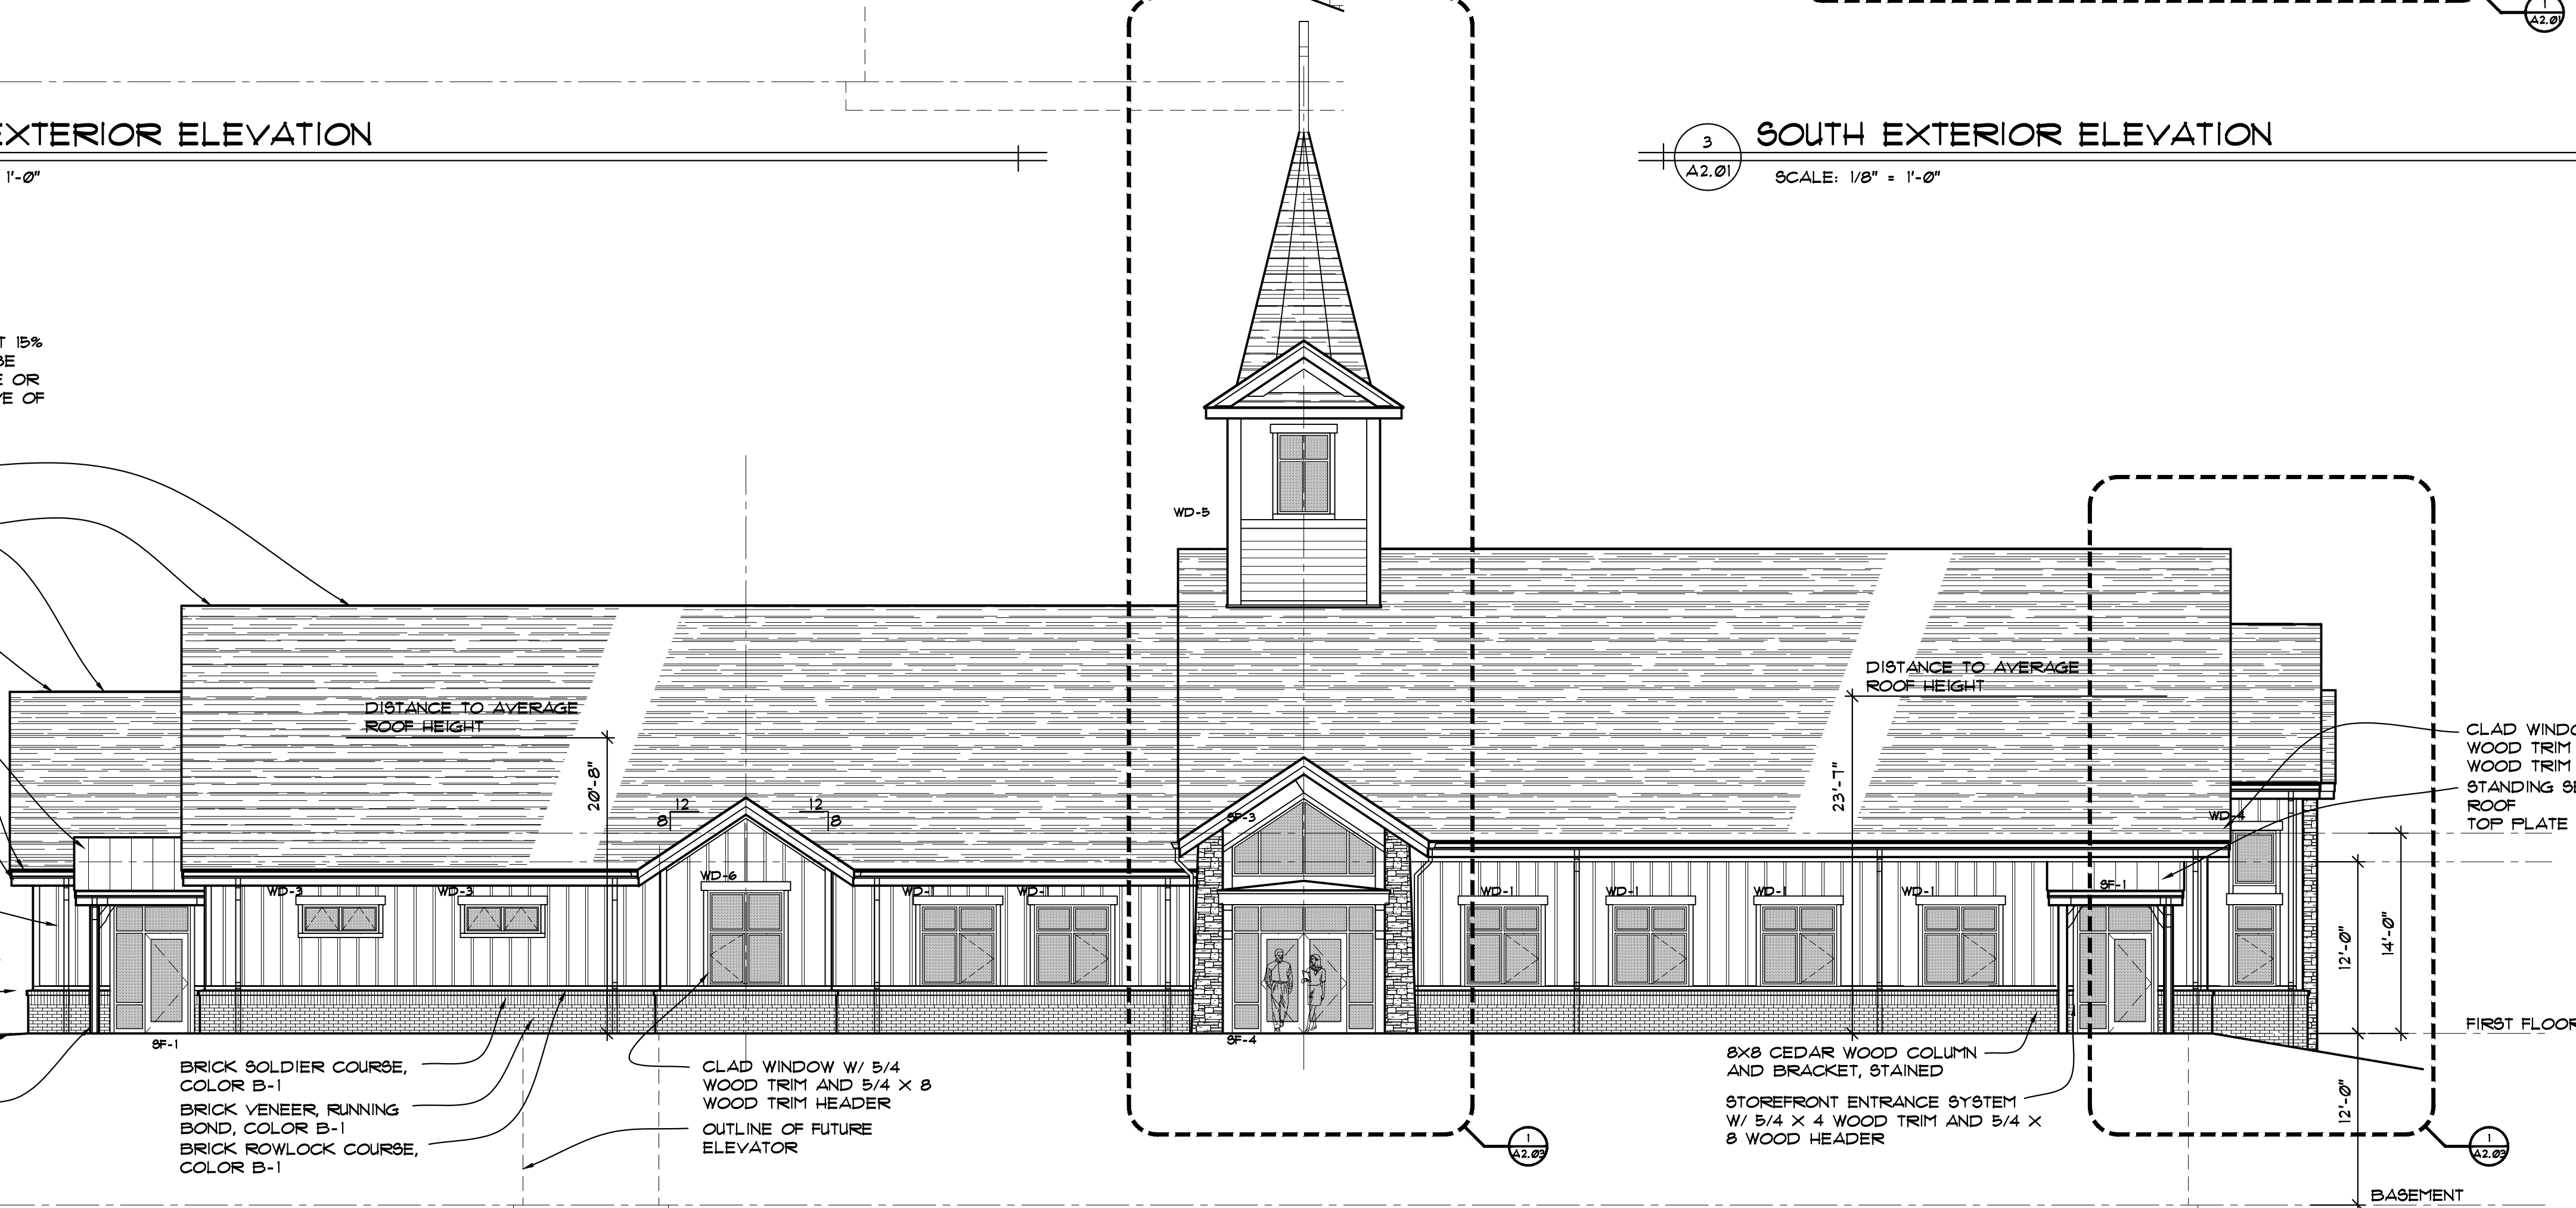 1
A2.01
EXTERIOR ELEVATION
1'-0"
3
A2.01
SOUTH EXTERIOR ELEVATION
SCALE: 1/8" = 1'-0"
15%
OR
OF
WD-5
DISTANCE TO AVERAGE
ROOF HEIGHT
20'-8"
DISTANCE TO AVERAGE
ROOF HEIGHT
23'-7"
12
8
12
8
SF-3
WD-3
WD-3
WD-6
WD-1
WD-1
WD-1
WD-1
WD-1
WD-1
SF-1
WD-4
CLAD
WOOD TRIM
WOOD TRIM
STANDING
ROOF
TOP PLATE
12'-0"
14'-0"
FIRST FLOOR
SF-1
SF-4
BRICK SOLDIER COURSE,
COLOR B-1
BRICK VENEER, RUNNING
BOND, COLOR B-1
BRICK ROWLOCK COURSE,
COLOR B-1
CLAD WINDOW W/ 5/4
WOOD TRIM AND 5/4 X 8
WOOD TRIM HEADER
OUTLINE OF FUTURE
ELEVATOR
1
A2.03
8X8 CEDAR WOOD COLUMN
AND BRACKET, STAINED
STOREFRONT ENTRANCE SYSTEM
W/ 5/4 X 4 WOOD TRIM AND 5/4 X
8 WOOD HEADER
12'-0"
1
A2.03
BASEMENT